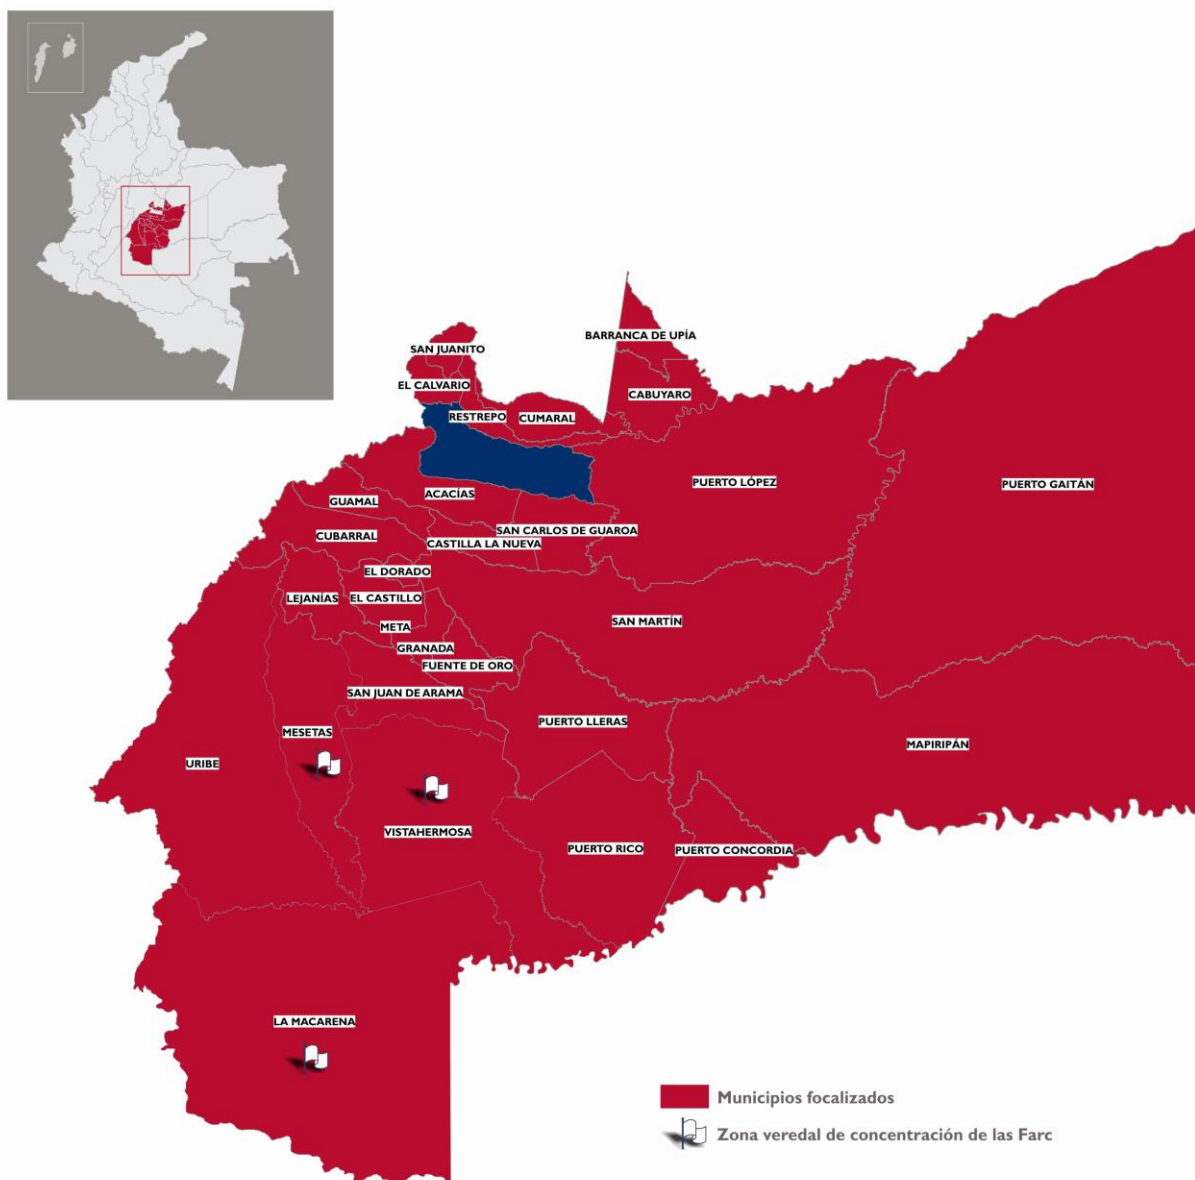 BARRANCA DE UPÍA
SAN JUANITO
EL CALVARIO
CABUYARO
RESTREPO
CUMARAL
PUERTO LÓPEZ
PUERTO GAITÁN
ACACÍAS
GUAMAL
SAN CARLOS DE GUAROA
CUBARRAL
CASTILLA LA NUEVA
EL DORADO
LEJANÍAS
EL CASTILLO
SAN MARTÍN
META
GRANADA
FUENTE DE ORO
SAN JUAN DE ARAMA
PUERTO LLERAS
MESETAS
MAPIRIPÁN
URIBE
VISTAHERMOSA
PUERTO RICO
PUERTO CONCORDIA
LA MACARENA
Municipios focalizados
Zona veredal de concentración de las Farc